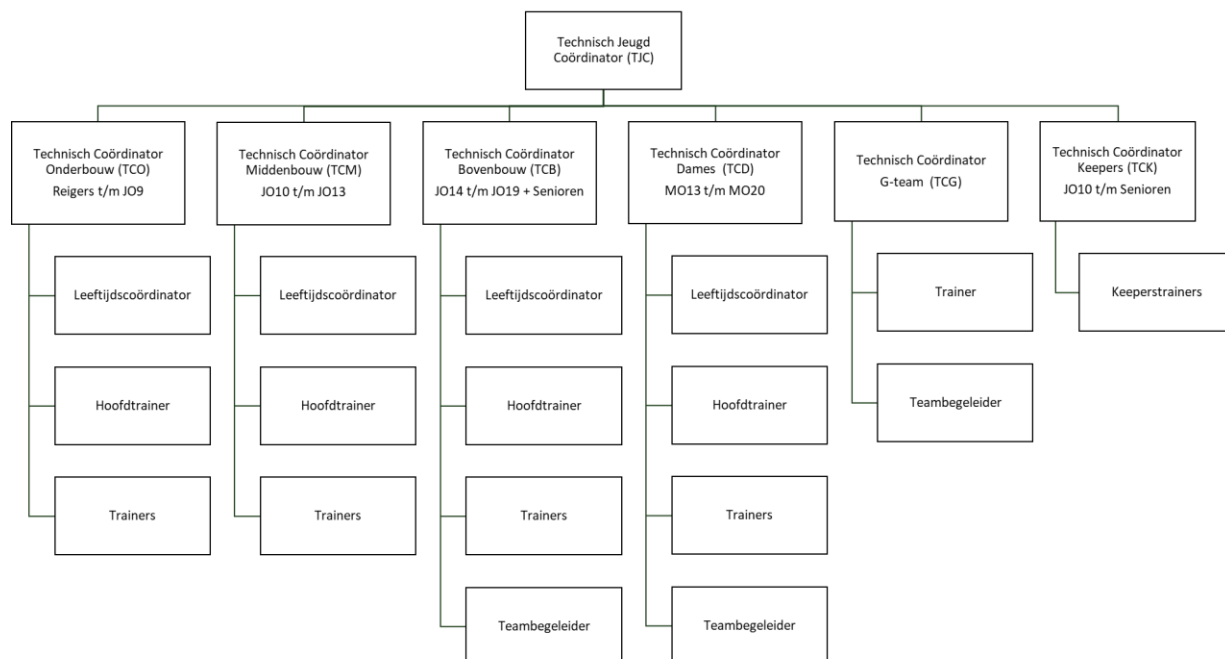 Technisch Jeugd
Coördinator (TJC)
Technisch Coördinator
Onderbouw (TCO)
Reigers t/m JO9
Technisch Coördinator
Middenbouw (TCM)
JO10 t/m JO13
Technisch Coördinator
Bovenbouw (TCB)
JO14 t/m JO19 + Senioren
Technisch Coördinator
Dames (TCD)
MO13 t/m MO20
Technisch Coördinator
G-team (TCG)
Technisch Coördinator
Keepers (TCK)
JO10 t/m Senioren
Leeftijdscoördinator
Leeftijdscoördinator
Leeftijdscoördinator
Leeftijdscoördinator
Trainer
Keeperstrainers
Hoofdtrainer
Hoofdtrainer
Hoofdtrainer
Hoofdtrainer
Teambegeleider
Trainers
Trainers
Trainers
Trainers
Teambegeleider
Teambegeleider